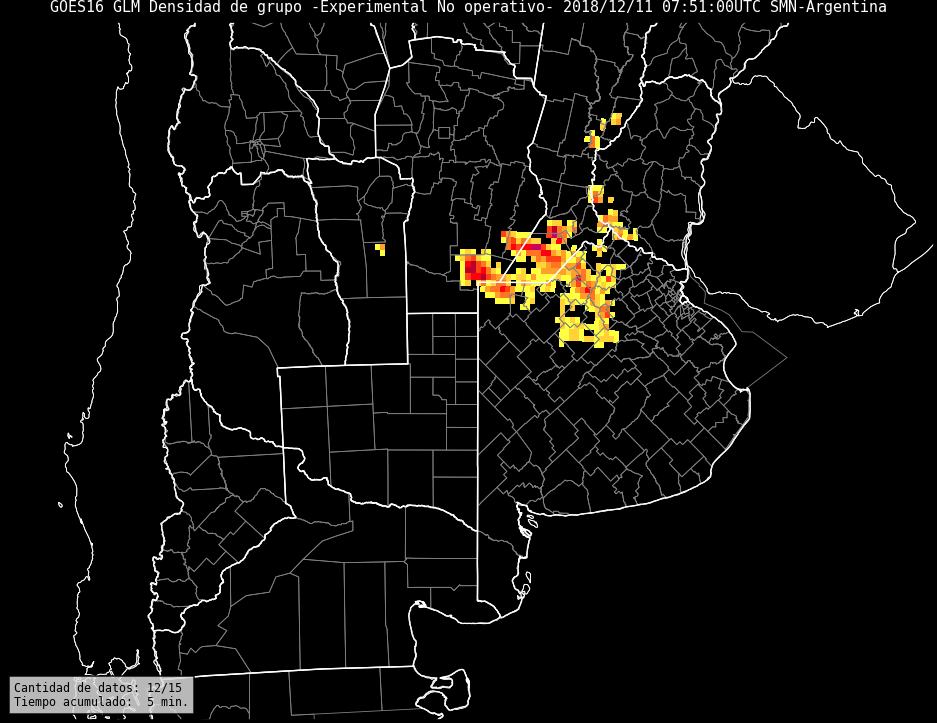 GOES16 GLM Densidad de grupo -Experimental No operativo- 2018/12/11 07:51:00UTC SMN-Argentina
Cantidad de datos: 12/15
Tiempo acumulado:  5 min.